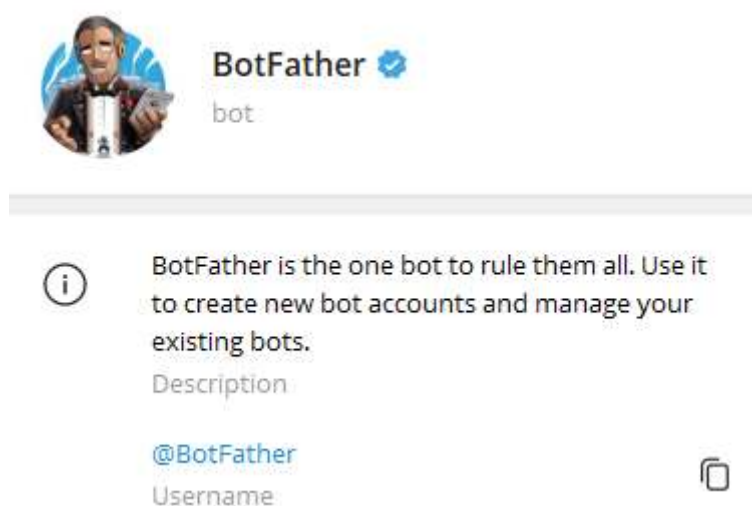 BotFather
bot
BotFather is the one bot to rule them all. Use it
to create new bot accounts and manage your
existing bots.
Description
@BotFather
Username